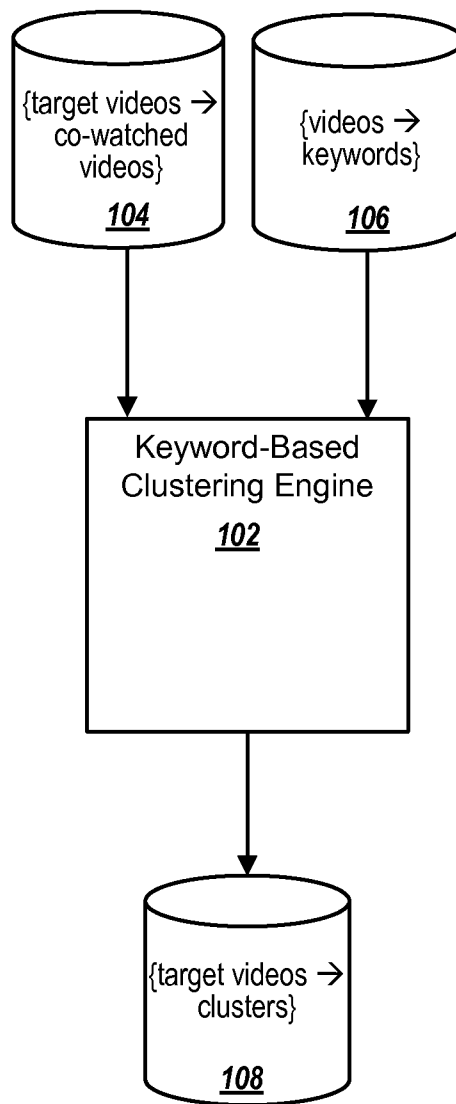 {target videos →
co-watched
videos}
104
{videos →
keywords}
106
Keyword-Based
Clustering Engine
102
{target videos →
clusters}
108